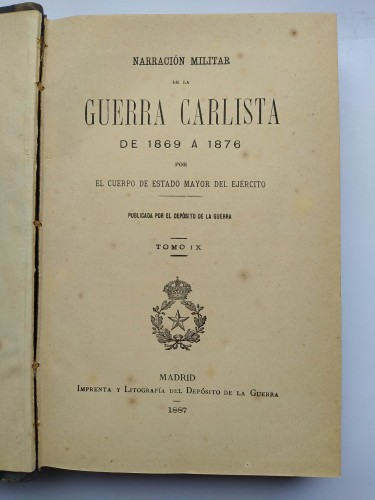 NARRACIÓN MILITAR
DE LA
GUERRA CARLISTA
DE 1869 Á 1876
POR
EL CUERPO DE ESTADO MAYOR DEL EJÉRCITO
PUBLICADA POR EL DEPÓSITO DE LA GUERRA
TOMO IX
MADRID
IMPRENTA Y LITOGRAFÍA DEL DEPÓSITO DE LA GUERRA
1887